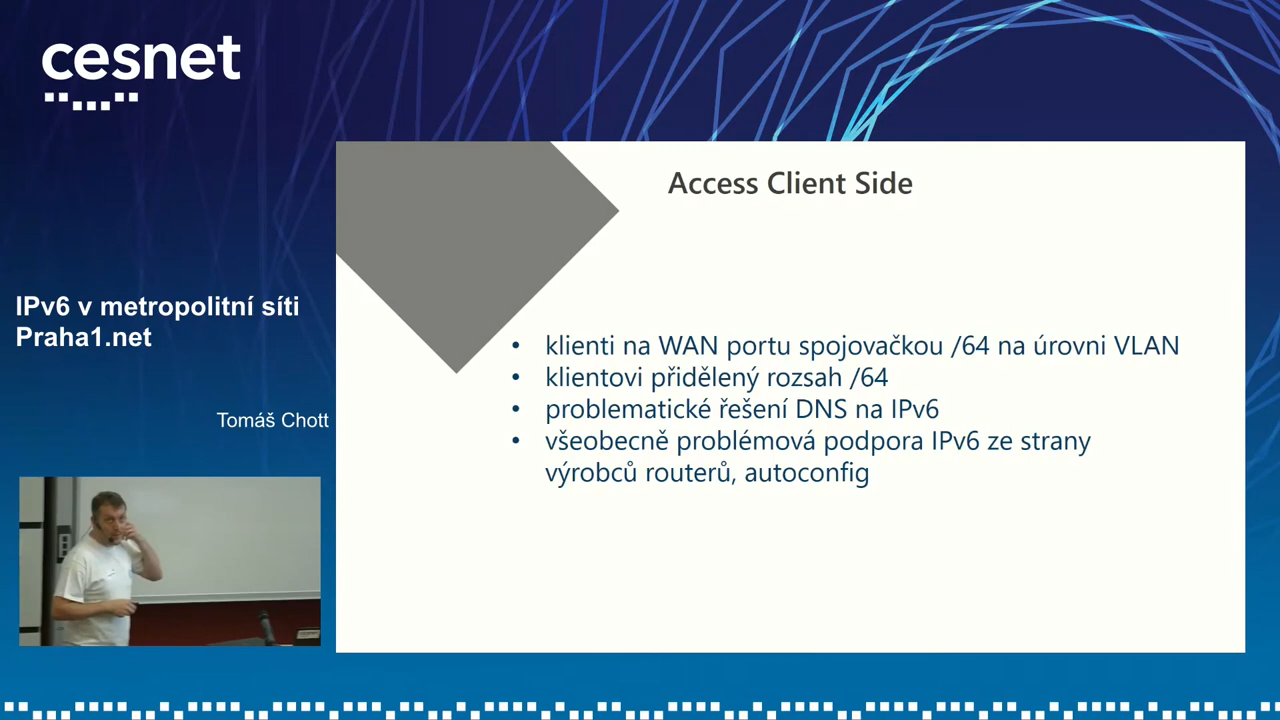 cesnet
IPv6 v metropolitní síti
Praha1.net
Tomáš Chott
Access Client Side
• klienti na WAN portu spojovačkou /64 na úrovni VLAN
• klientovi přidělený rozsah /64
• problematické řešení DNS na IPv6
• všeobecně problémová podpora IPv6 ze strany
výrobců routerů, autoconfig